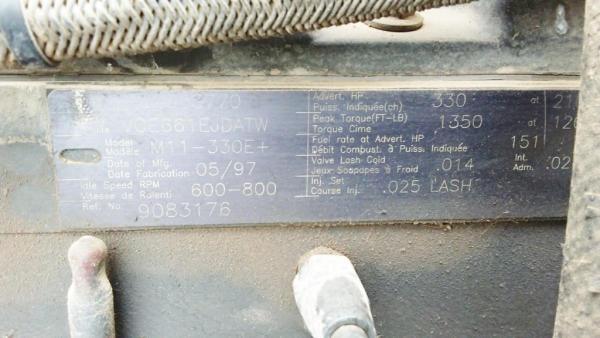 Advert. HP 330 at
Puiss. Indiquée(ch)
CE661EJDATW
Peak Torque(FT-LB) 1350 at
Torque Cime
Model M11-330E+
Modele
Fuel rate at Advert. HP 151
Débit Combust. à Puiss. Indiquée
Date of Mfg. 05/97
Date Fabrication
Valve Lash Cold .014 Int.
Jeux Soupapes à Froid Adm.
Idle Speed RPM 600-800
Vitesse de Ralenti
Inj. Set .025 LASH
Course Inj.
Ref. No. 9083176